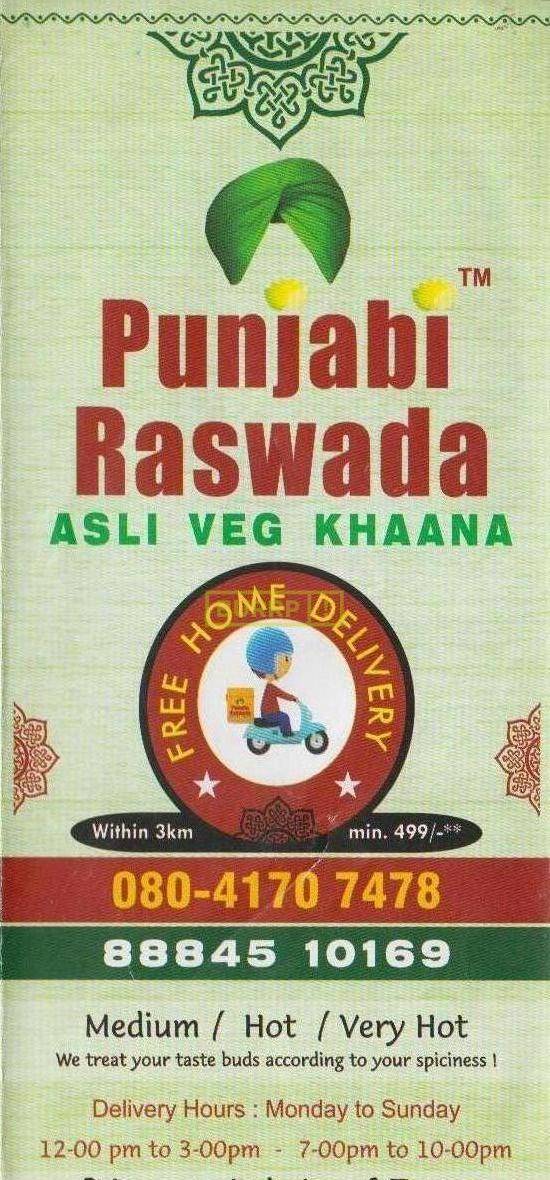 TM
Punjabi
Raswada
ASLI VEG KHAANA
FREE HOME DELIVERY
Within 3km
min. 499/-**
080-4170 7478
88845 10169
Medium / Hot / Very Hot
We treat your taste buds according to your spiciness !
Delivery Hours : Monday to Sunday
12-00 pm to 3-00pm - 7-00pm to 10-00pm